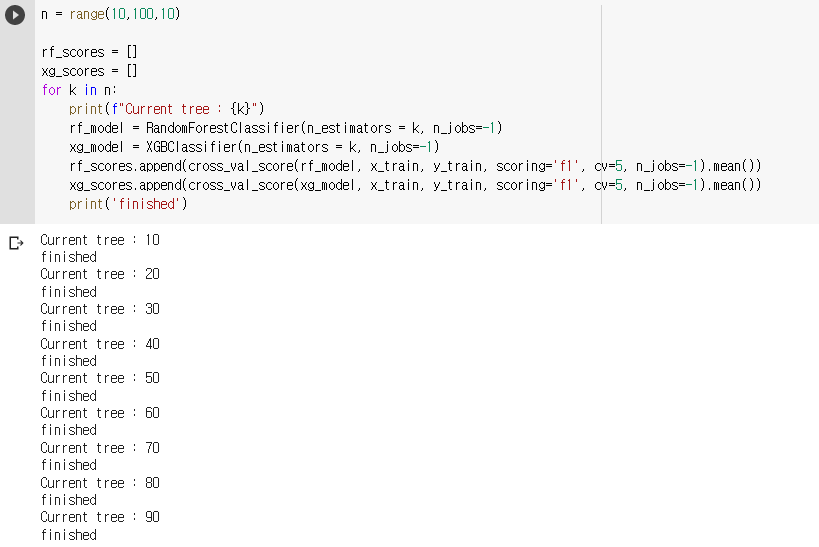 n = range(10,100,10)
rf_scores = []
xg_scores = []
for k in n:
    print(f"Current tree : {k}")
    rf_model = RandomForestClassifier(n_estimators = k, n_jobs=-1)
    xg_model = XGBClassifier(n_estimators = k, n_jobs=-1)
    rf_scores.append(cross_val_score(rf_model, x_train, y_train, scoring='f1', cv=5, n_jobs=-1).mean())
    xg_scores.append(cross_val_score(xg_model, x_train, y_train, scoring='f1', cv=5, n_jobs=-1).mean())
    print('finished')
Current tree : 10
finished
Current tree : 20
finished
Current tree : 30
finished
Current tree : 40
finished
Current tree : 50
finished
Current tree : 60
finished
Current tree : 70
finished
Current tree : 80
finished
Current tree : 90
finished